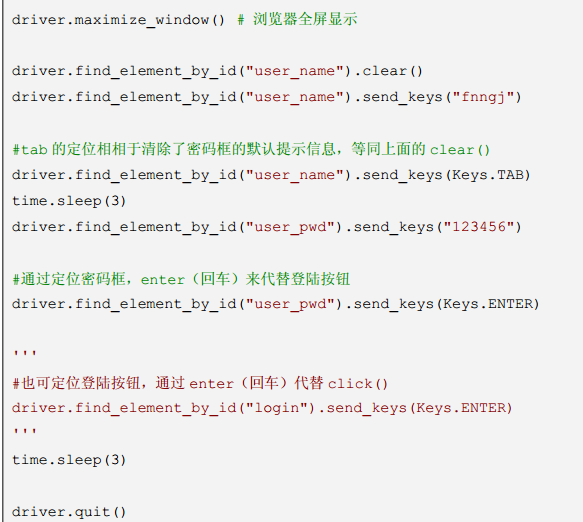 driver.maximize_window() # 浏览器全屏显示
driver.find_element_by_id("user_name").clear()
driver.find_element_by_id("user_name").send_keys("fnngj")
#tab 的定位相相于清除了密码框的默认提示信息，等同上面的 clear()
driver.find_element_by_id("user_name").send_keys(Keys.TAB)
time.sleep(3)
driver.find_element_by_id("user_pwd").send_keys("123456")
#通过定位密码框，enter（回车）来代替登陆按钮
driver.find_element_by_id("user_pwd").send_keys(Keys.ENTER)
'''
#也可定位登陆按钮，通过 enter（回车）代替 click()
driver.find_element_by_id("login").send_keys(Keys.ENTER)
'''
time.sleep(3)
driver.quit()